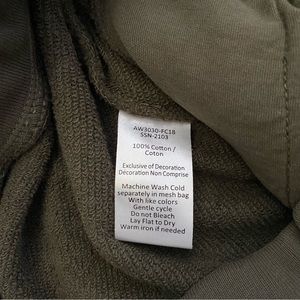 AW3030-FC18
SSN-2103
100% Cotton /
Coton
Exclusive of Decoration
Décoration Non Comprise
Machine Wash Cold
separately in mesh bag
With like colors
Gentle cycle
Do not Bleach
Lay Flat to Dry
Warm iron if needed